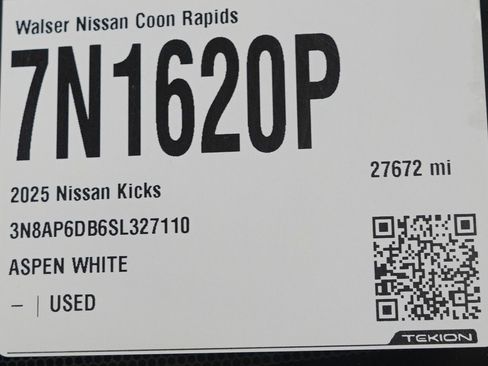 Walser Nissan Coon Rapids
7N1620P
27672 mi
2025 Nissan Kicks
3N8AP6DB6SL327110
ASPEN WHITE
– | USED
TEKION